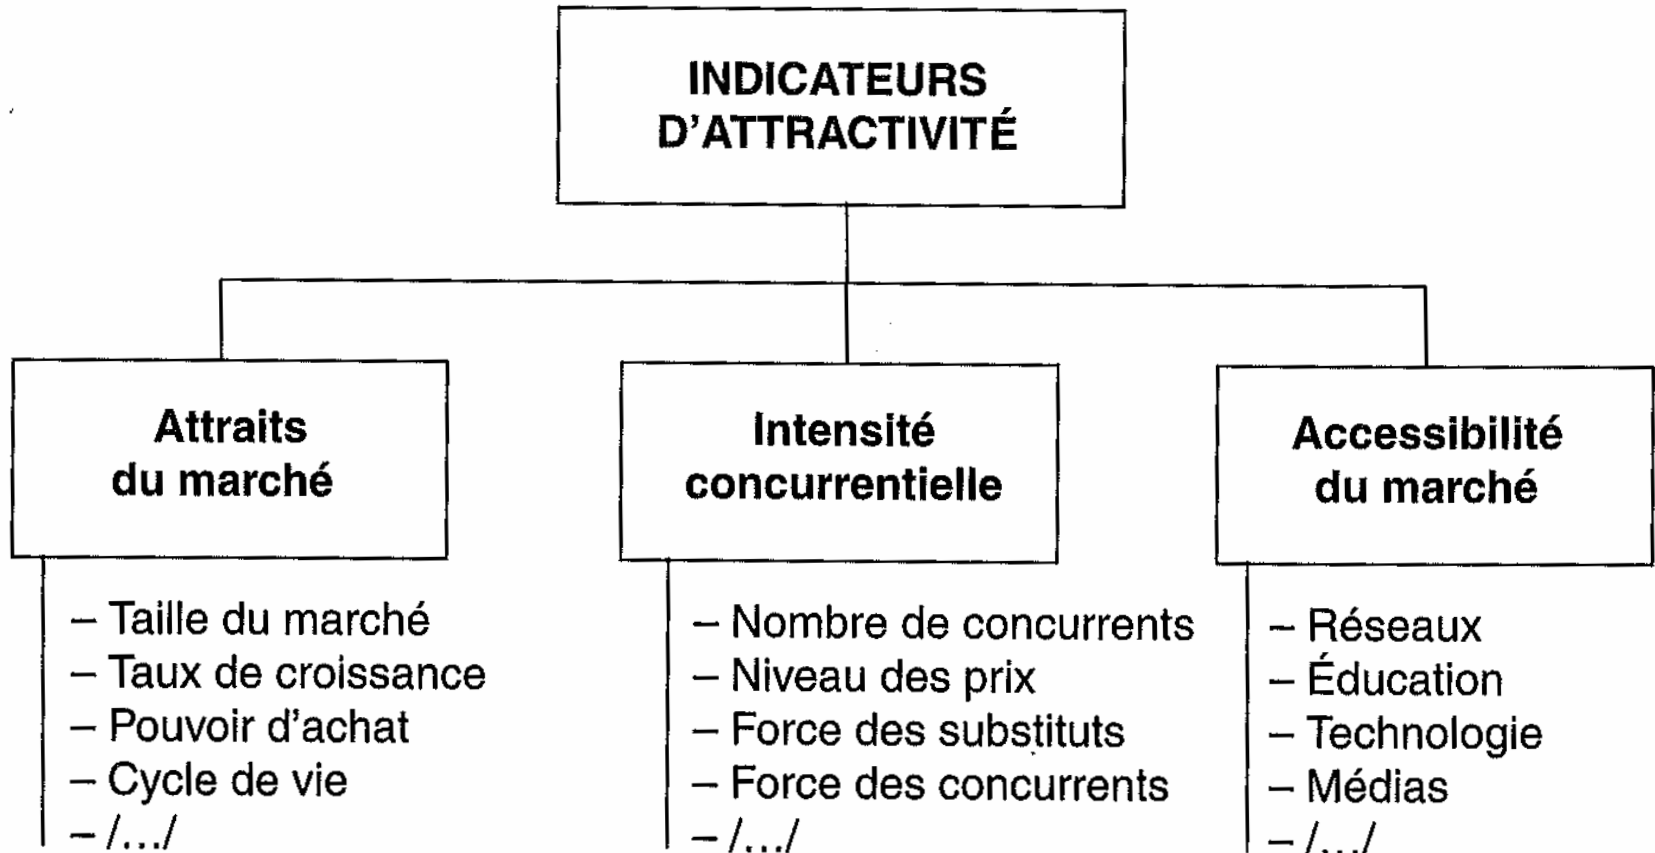 INDICATEURS
D'ATTRACTIVITÉ
Attraits
du marché
– Taille du marché
– Taux de croissance
– Pouvoir d'achat
– Cycle de vie
– /.../
Intensité
concurrentielle
– Nombre de concurrents
– Niveau des prix
– Force des substituts
– Force des concurrents
– /.../
Accessibilité
du marché
– Réseaux
– Éducation
– Technologie
– Médias
– /.../